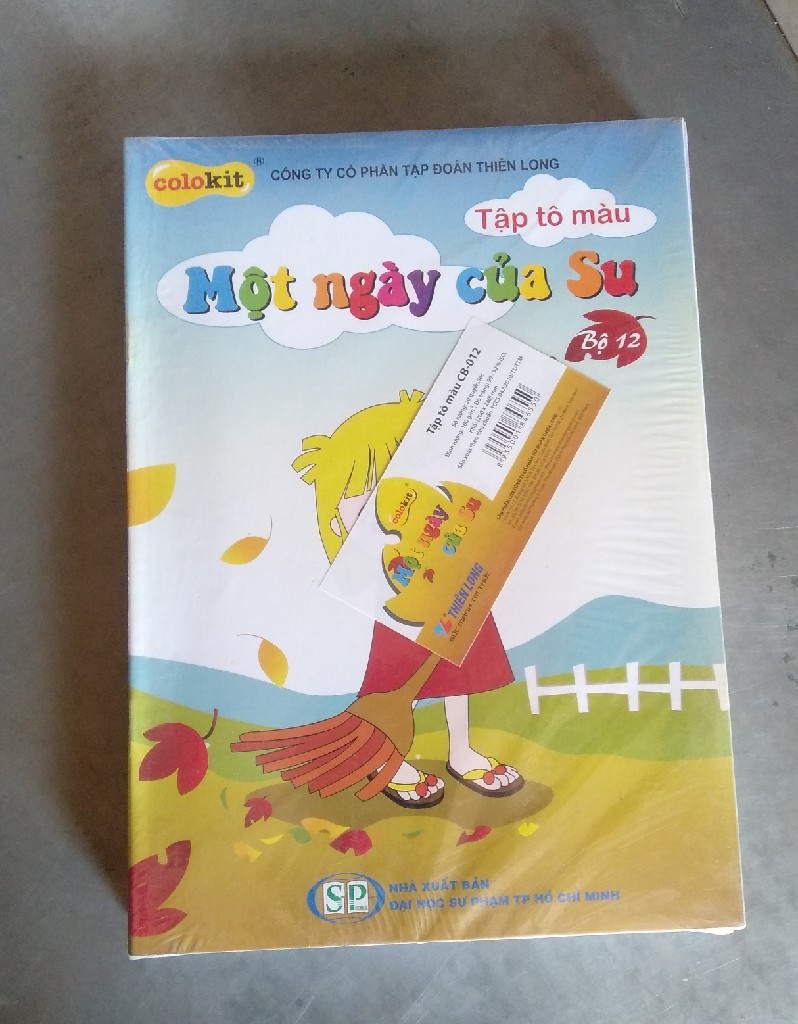 colokit ®
CÔNG TY CỔ PHẦN TẬP ĐOÀN THIÊN LONG
Tập tô màu
Một ngày của Su
Bộ 12
Tập tô màu CB-012
colokit
Một ngày
của Su
THIÊN LONG
SP
NHÀ XUẤT BẢN
ĐẠI HỌC SƯ PHẠM TP HỒ CHÍ MINH